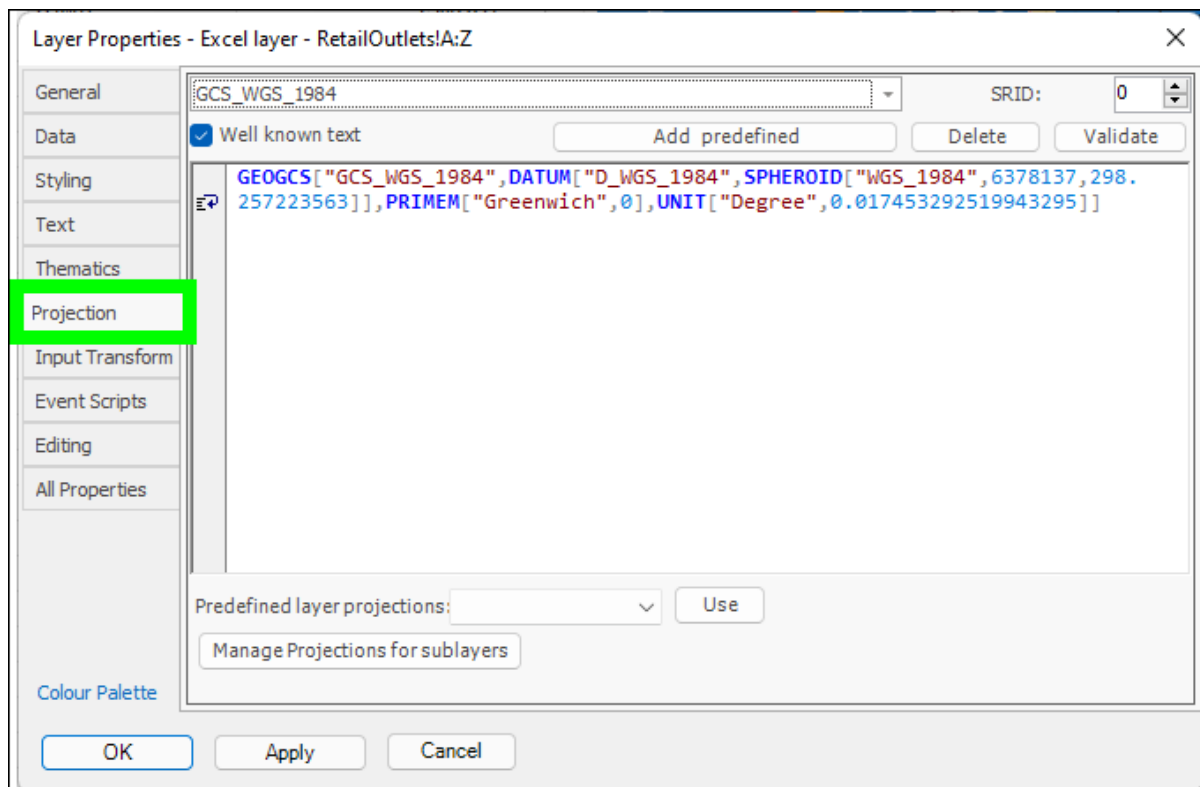 Layer Properties - Excel layer - RetailOutlets!A:Z
General
Data
Styling
Text
Thematics
Projection
Input Transform
Event Scripts
Editing
All Properties
Colour Palette
GCS_WGS_1984
SRID:
0
Well known text
Add predefined
Delete
Validate
GEOGCS["GCS_WGS_1984",DATUM["D_WGS_1984",SPHEROID["WGS_1984",6378137,298.
257223563]],PRIMEM["Greenwich",0],UNIT["Degree",0.017453292519943295]]
Predefined layer projections:
Use
Manage Projections for sublayers
OK
Apply
Cancel